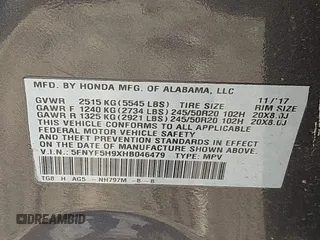 MFD. BY HONDA MFG. OF ALABAMA, LLC
GVWR 2515 KG (5545 LBS) TIRE SIZE 11/'17 RIM SIZE
GAWR F 1240 KG (2734 LBS) 245/50R20 102H 20X8.0J
GAWR R 1325 KG (2921 LBS) 245/50R20 102H 20X8.0J
THIS VEHICLE CONFORMS TO ALL APPLICABLE FEDERAL
MOTOR VEHICLE SAFETY AND THEFT PREVENTION
STANDARDS IN EFFECT ON THE DATE OF MANUFACTURE
SHOWN ABOVE.
V. I. N: 5FNYF5H9XHB046479 TYPE: MPV
TG8 H AG5 NH797M -B -B
DREAMBID